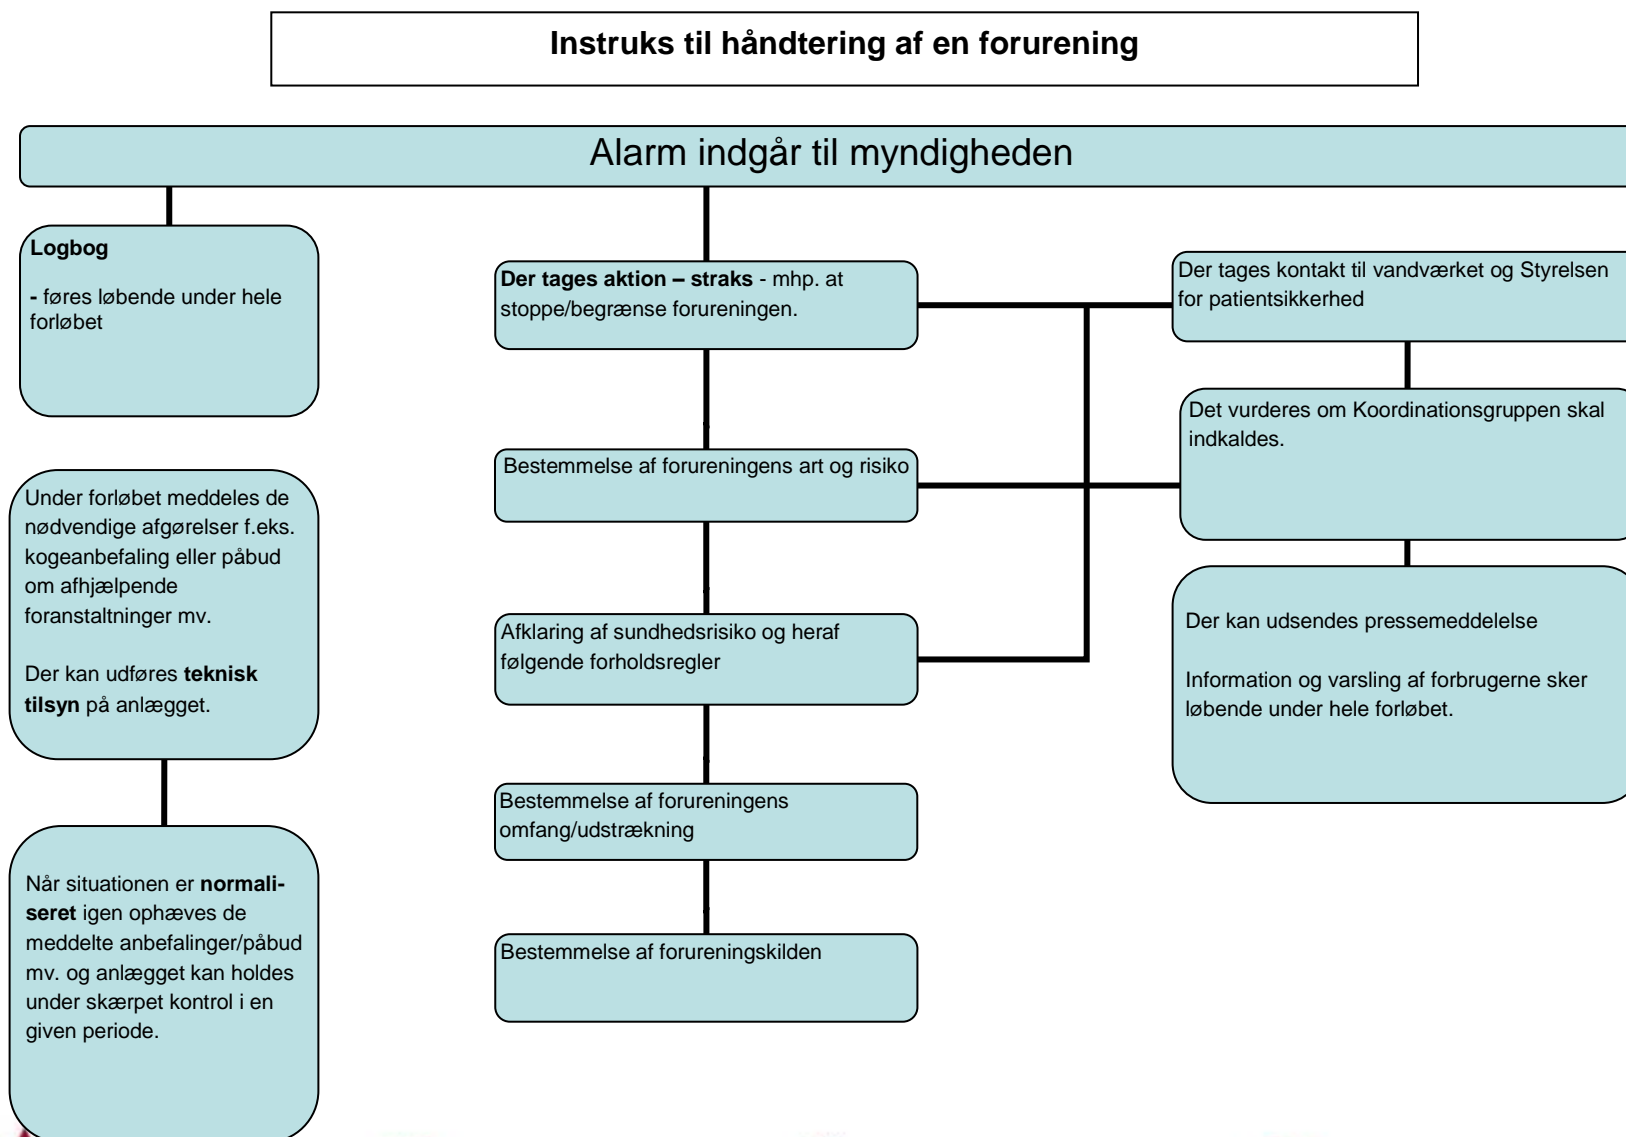 Instruks til håndtering af en forurening
Alarm indgår til myndigheden
Logbog
- føres løbende under hele
forløbet
Under forløbet meddeles de
nødvendige afgørelser f.eks.
kogeanbefaling eller påbud
om afhjælpende
foranstaltninger mv.
Der kan udføres teknisk
tilsyn på anlægget.
Når situationen er normali-
seret igen ophæves de
meddelte anbefalinger/påbud
mv. og anlægget kan holdes
under skærpet kontrol i en
given periode.
Der tages aktion – straks - mhp. at
stoppe/begrænse forureningen.
Bestemmelse af forureningens art og risiko
Afklaring af sundhedsrisiko og heraf
følgende forholdsregler
Bestemmelse af forureningens
omfang/udstrækning
Bestemmelse af forureningskilden
Der tages kontakt til vandværket og Styrelsen
for patientsikkerhed
Det vurderes om Koordinationsgruppen skal
indkaldes.
Der kan udsendes pressemeddelelse
Information og varsling af forbrugerne sker
løbende under hele forløbet.